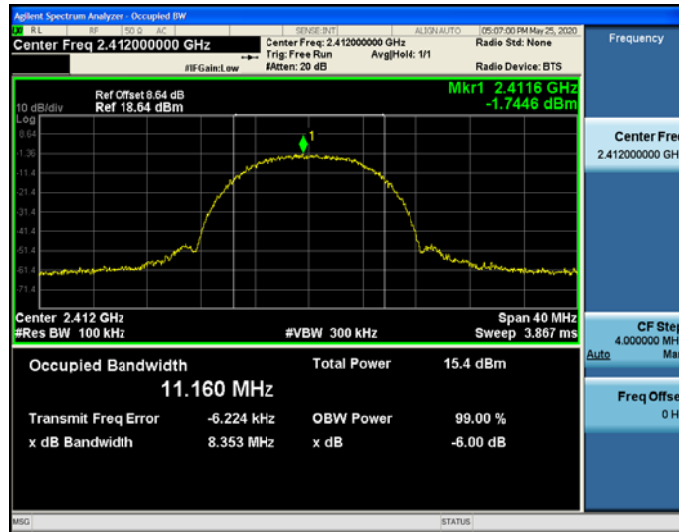 Agilent Spectrum Analyzer - Occupied BW
RL RF 50 Ω AC SENSE:INT ALIGN AUTO 05:07:00 PM May 25, 2020
Center Freq 2.412000000 GHz
Center Freq: 2.412000000 GHz
Radio Std: None
Trig: Free Run Avg|Hold: 1/1
#IFGain:Low #Atten: 20 dB Radio Device: BTS
Frequency
Ref Offset 8.64 dB
Ref 18.64 dBm
Mkr1 2.4116 GHz
-1.7446 dBm
10 dB/div
Log
8.64
-1.36
-11.4
-21.4
-31.4
-41.4
-51.4
-61.4
-71.4
1
Center 2.412 GHz Span 40 MHz
#Res BW 100 kHz #VBW 300 kHz Sweep 3.867 ms
Occupied Bandwidth Total Power 15.4 dBm
11.160 MHz
Transmit Freq Error -6.224 kHz OBW Power 99.00 %
x dB Bandwidth 8.353 MHz x dB -6.00 dB
Center Fre
2.412000000 GH
CF Ste
4.000000 MH
Auto Ma
Freq Offse
0 H
MSG STATUS